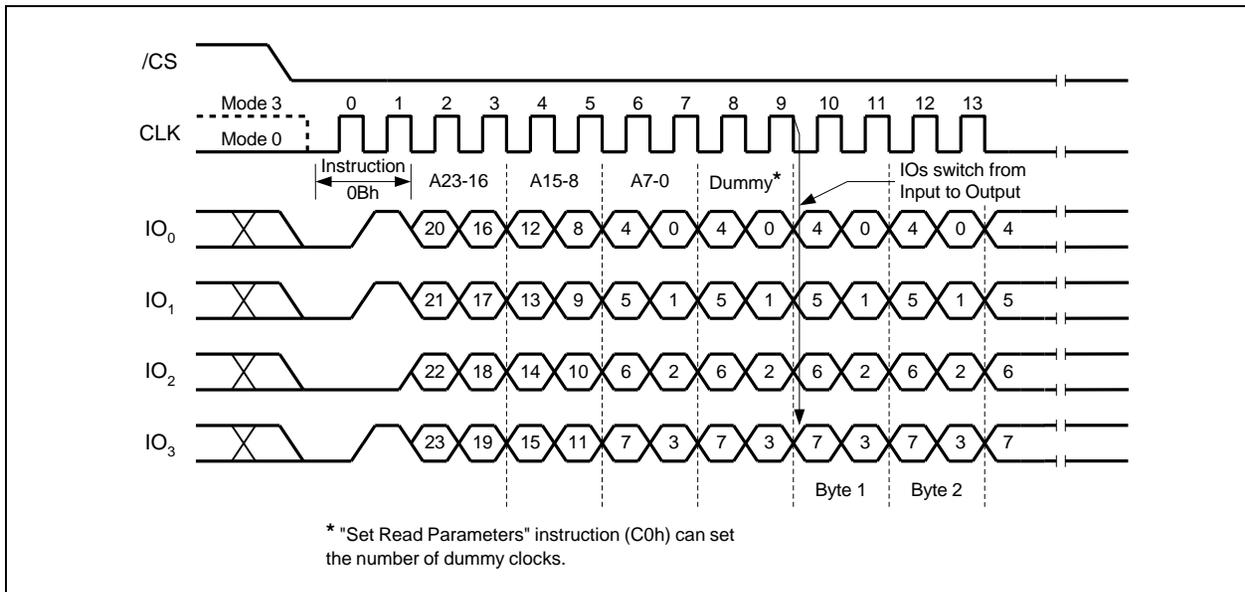 /CS
Mode 3 0 1 2 3 4 5 6 7 8 9 10 11 12 13
CLK
Mode 0
Instruction IOs switch from
0Bh A23-16 A15-8 A7-0 Dummy* Input to Output
IO0 20 16 12 8 4 0 4 0 4 0 4 0 4
IO1 21 17 13 9 5 1 5 1 5 1 5 1 5
IO2 22 18 14 10 6 2 6 2 6 2 6 2 6
IO3 23 19 15 11 7 3 7 3 7 3 7 3 7
Byte 1 Byte 2
* "Set Read Parameters" instruction (C0h) can set
the number of dummy clocks.